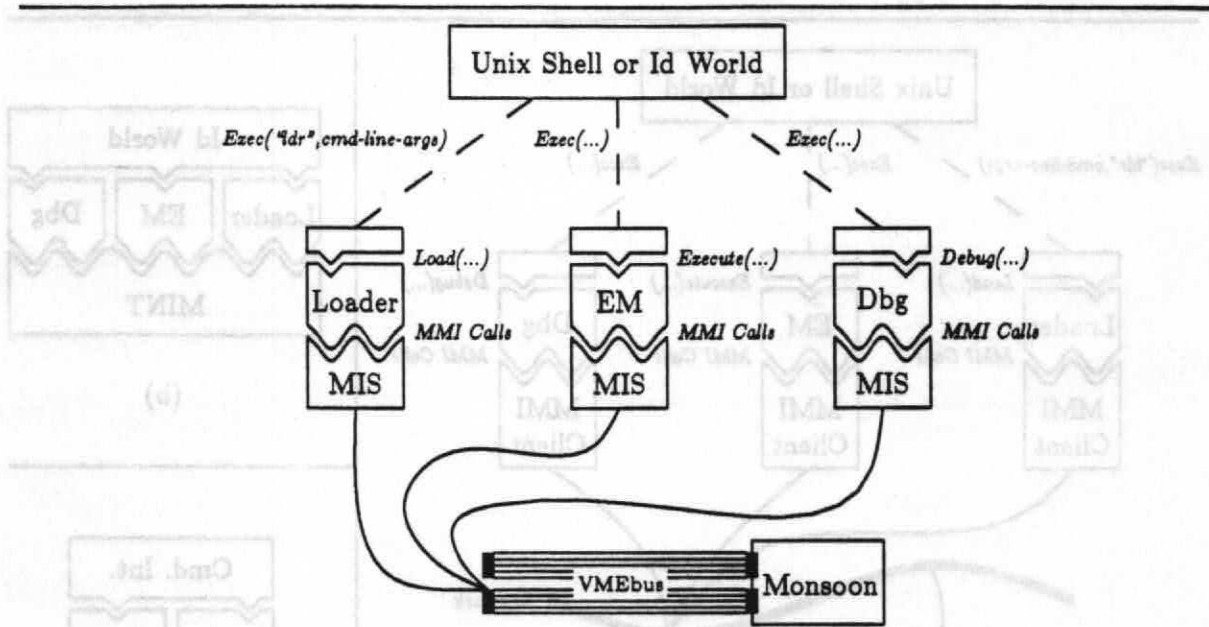 Unix Shell or Id World
Exec("ldr",cmd-line-args)
Exec(...)
Exec(...)
Load(...)
Execute(...)
Debug(...)
Loader
EM
Dbg
MMI Calls
MMI Calls
MMI Calls
MIS
MIS
MIS
VMEbus
Monsoon